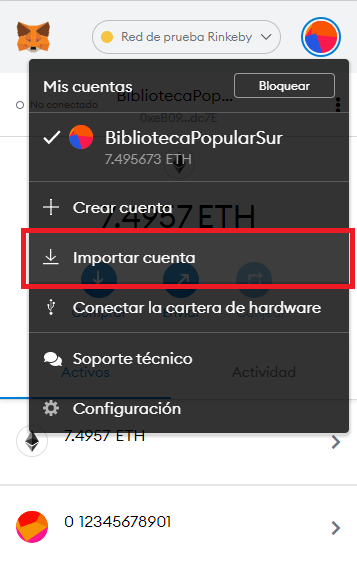 Red de prueba Rinkeby
Mis cuentas
Bloquear
No conectado
BibliotecaPop...
0xeB09...dc7E
BibliotecaPopularSur
7.495673 ETH
Crear cuenta
7.4957 ETH
Importar cuenta
Comprar
Enviar
Conectar la cartera de hardware
Soporte técnico
Activos
Actividad
Configuración
7.4957 ETH
0 12345678901